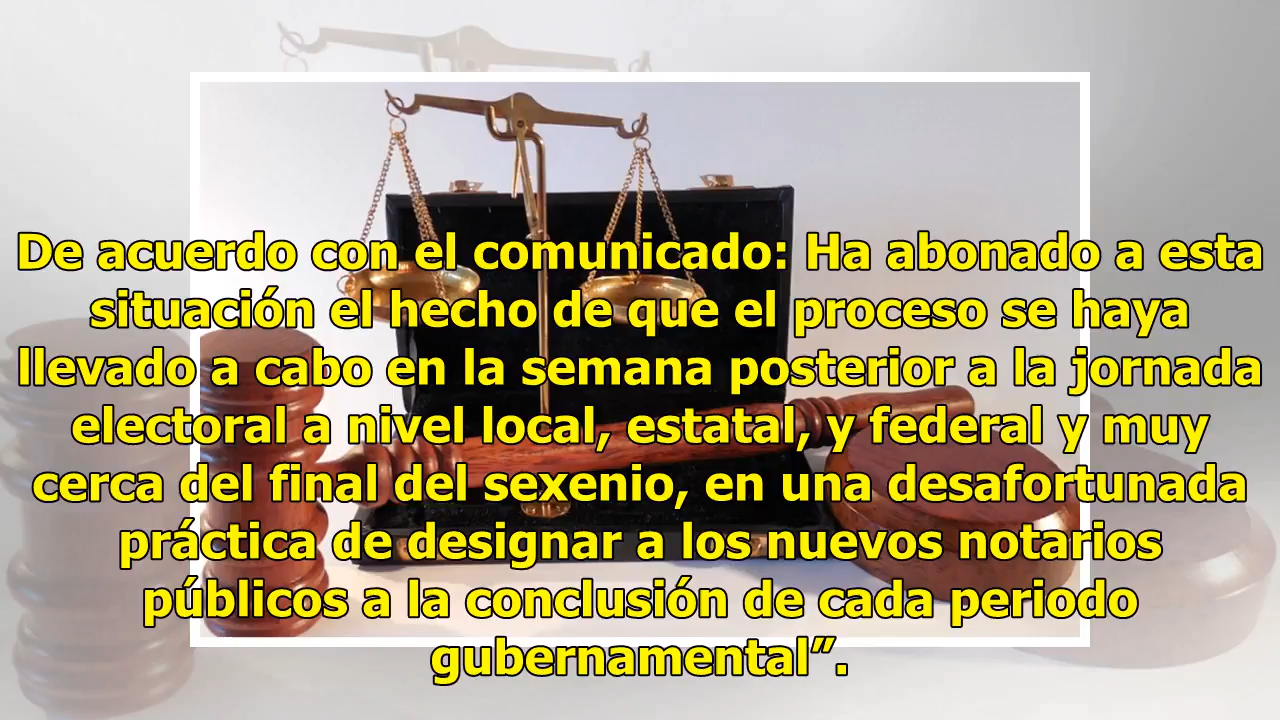 De acuerdo con el comunicado: Ha abonado a esta
situación el hecho de que el proceso se haya
llevado a cabo en la semana posterior a la jornada
electoral a nivel local, estatal, y federal y muy
cerca del final del sexenio, en una desafortunada
práctica de designar a los nuevos notarios
públicos a la conclusión de cada periodo
gubernamental”.